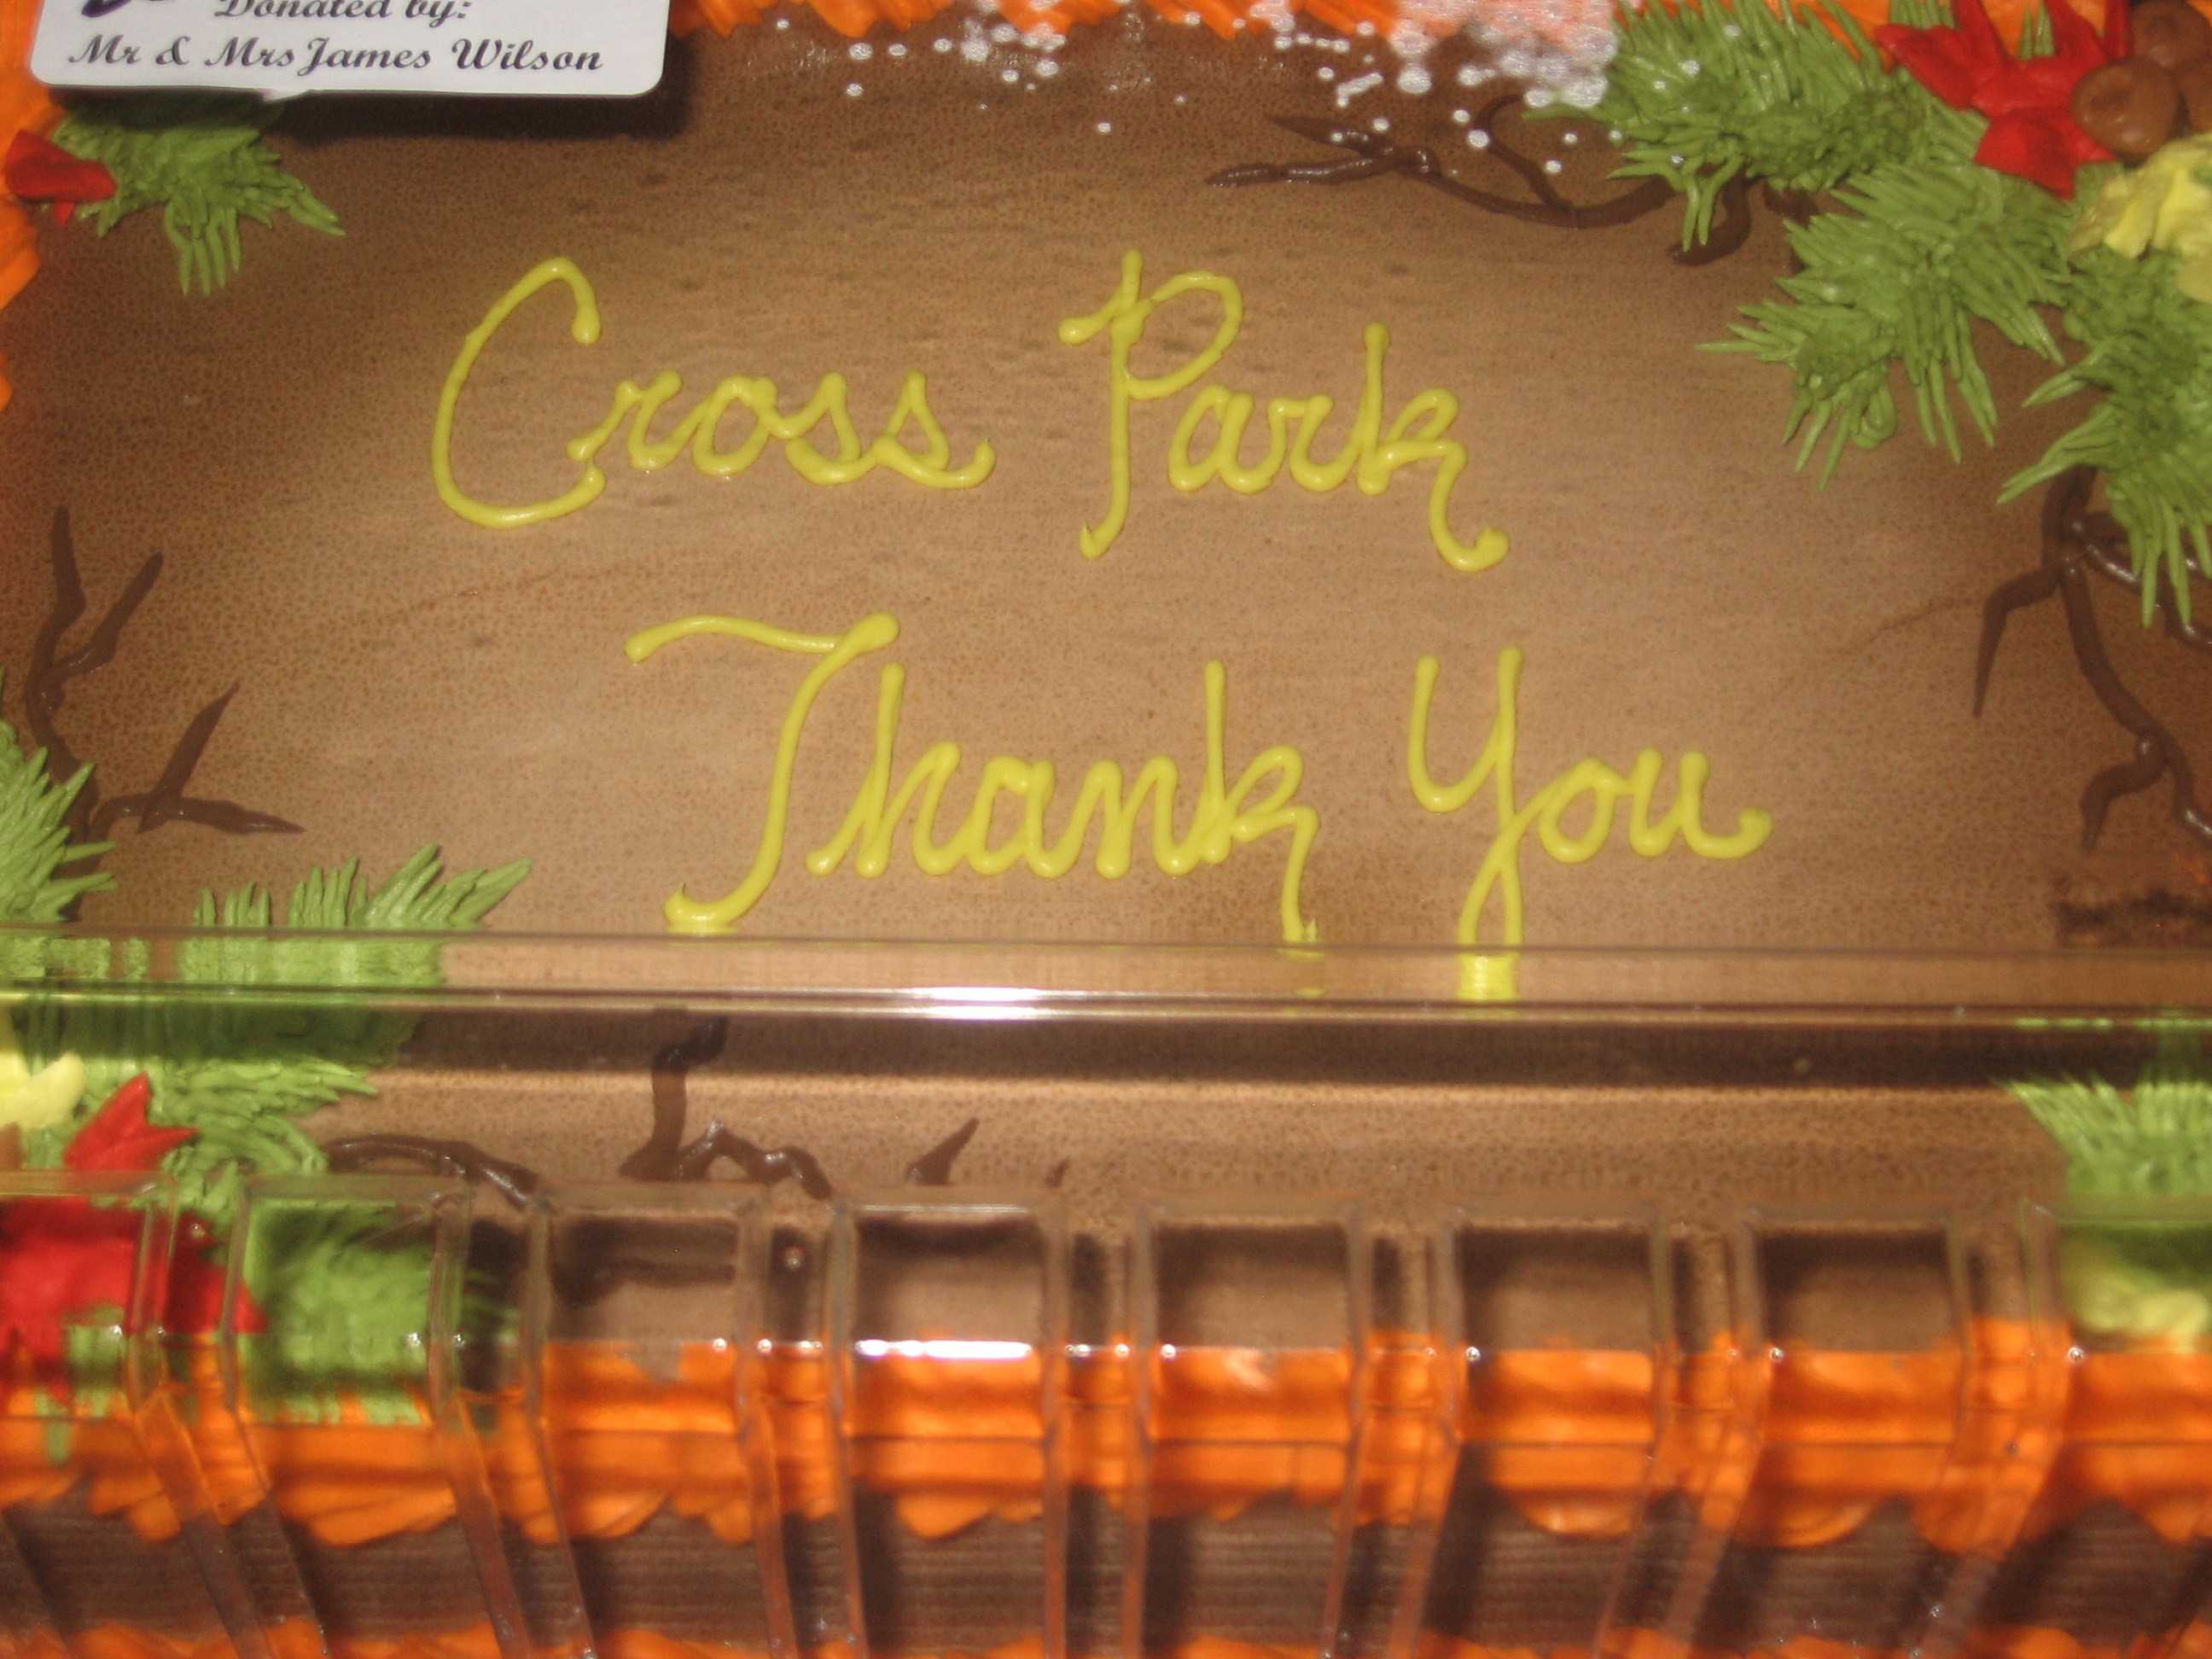 Donated by:
Mr & Mrs James Wilson
Cross Park
Thank You